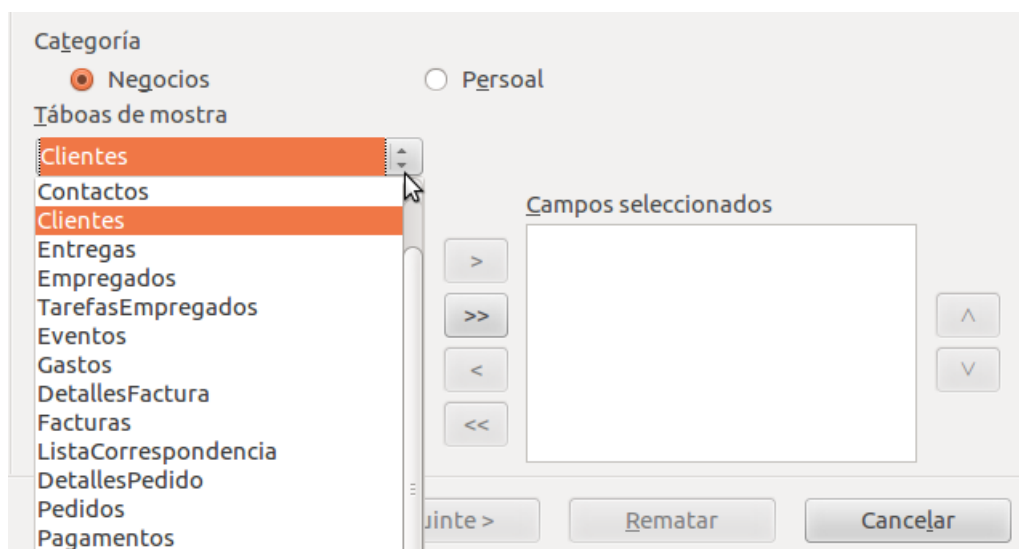 Categoría
Negocios
Persoal
Táboas de mostra
Clientes
Contactos
Clientes
Entregas
Empregados
TarefasEmpregados
Eventos
Gastos
DetallesFactura
Facturas
ListaCorrespondencia
DetallesPedido
Pedidos
Pagamentos
Campos seleccionados
>
>>
<
<<
uinte >
Rematar
Cancelar